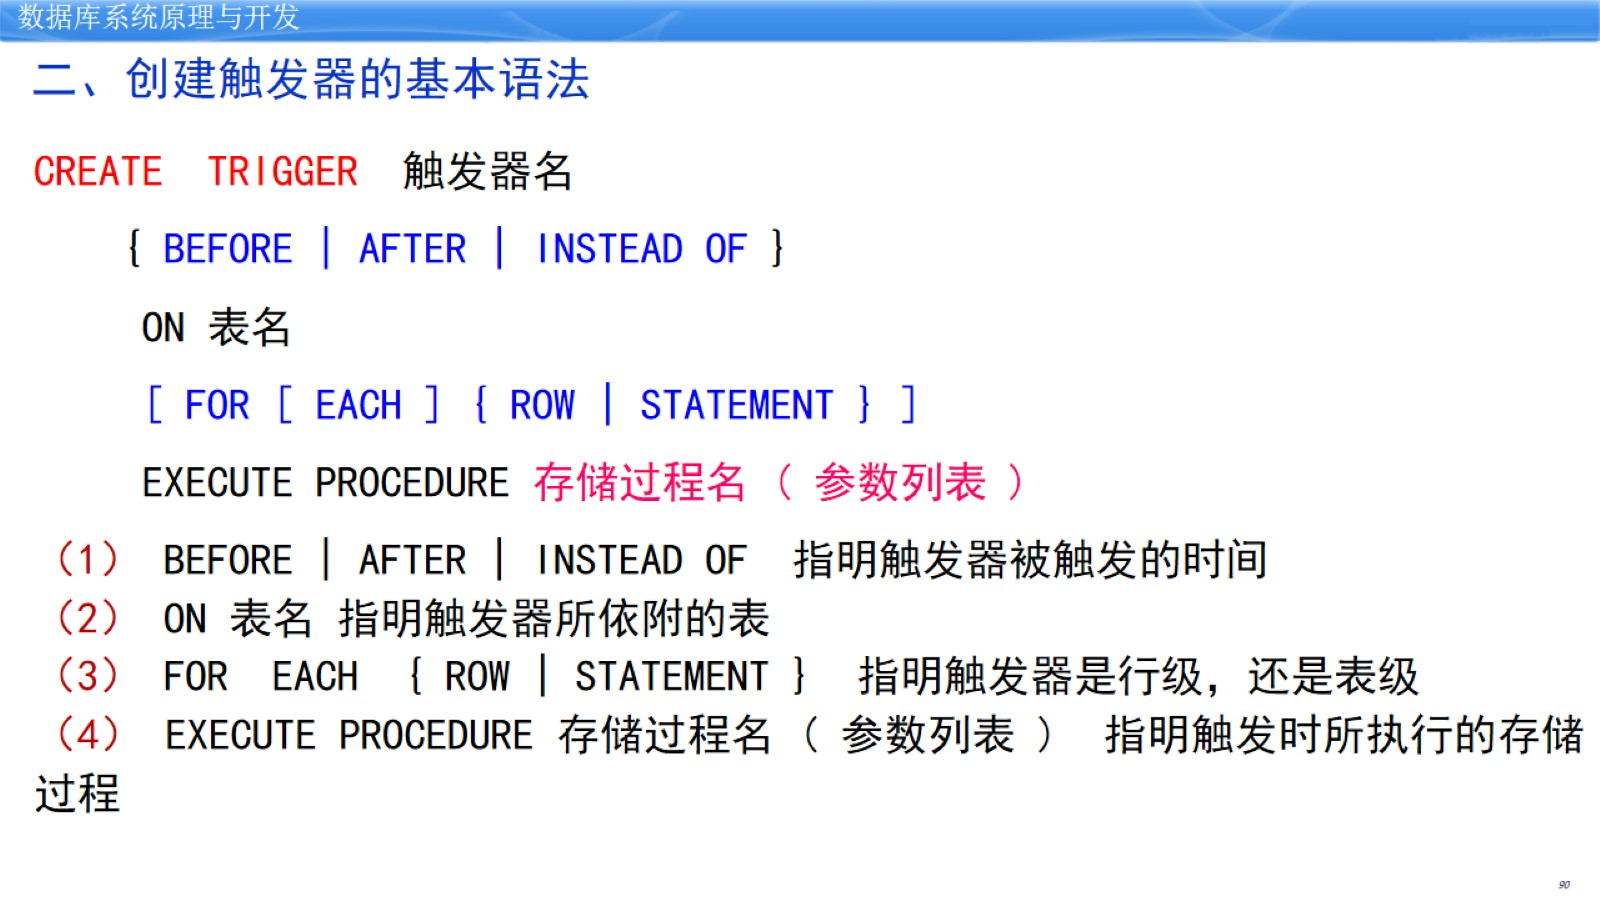 数据库系统原理与开发
二、创建触发器的基本语法
CREATE TRIGGER 触发器名
{ BEFORE | AFTER | INSTEAD OF }
ON 表名
[ FOR [ EACH ] { ROW | STATEMENT } ]
EXECUTE PROCEDURE 存储过程名 ( 参数列表 )
(1) BEFORE | AFTER | INSTEAD OF 指明触发器被触发的时间
(2) ON 表名 指明触发器所依附的表
(3) FOR EACH { ROW | STATEMENT } 指明触发器是行级，还是表级
(4) EXECUTE PROCEDURE 存储过程名 ( 参数列表 ) 指明触发时所执行的存储
过程
90